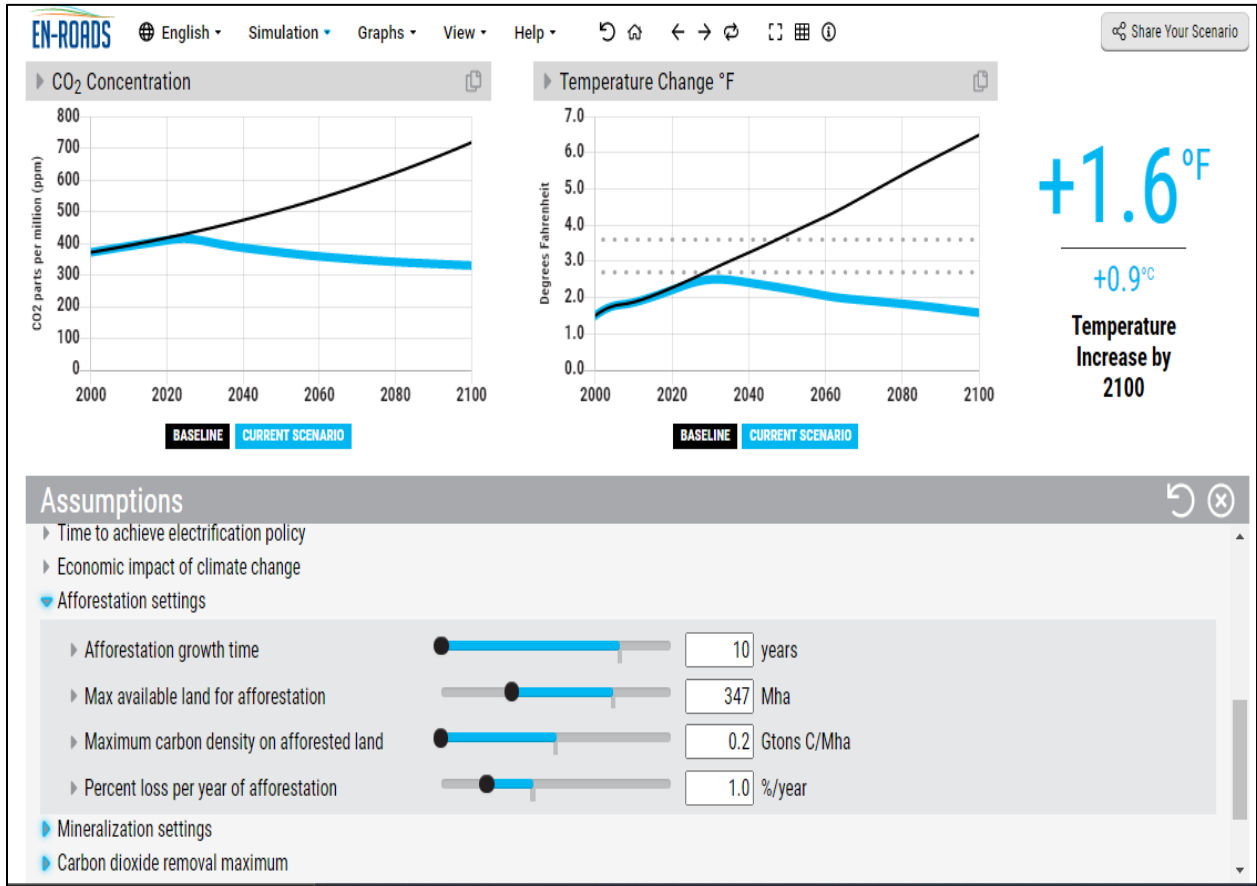 EN-ROADS English Simulation Graphs View Help Share Your Scenario
CO2 Concentration
800
700
600
500
400
300
200
100
0
CO2 parts per million (ppm)
2000 2020 2040 2060 2080 2100
BASELINE CURRENT SCENARIO
Temperature Change °F
7.0
6.0
5.0
4.0
3.0
2.0
1.0
0.0
Degrees Fahrenheit
2000 2020 2040 2060 2080 2100
BASELINE CURRENT SCENARIO
+1.6 °F
+0.9°C
Temperature
Increase by
2100
Assumptions
Time to achieve electrification policy
Economic impact of climate change
Afforestation settings
Afforestation growth time 10 years
Max available land for afforestation 347 Mha
Maximum carbon density on afforested land 0.2 Gtons C/Mha
Percent loss per year of afforestation 1.0 %/year
Mineralization settings
Carbon dioxide removal maximum